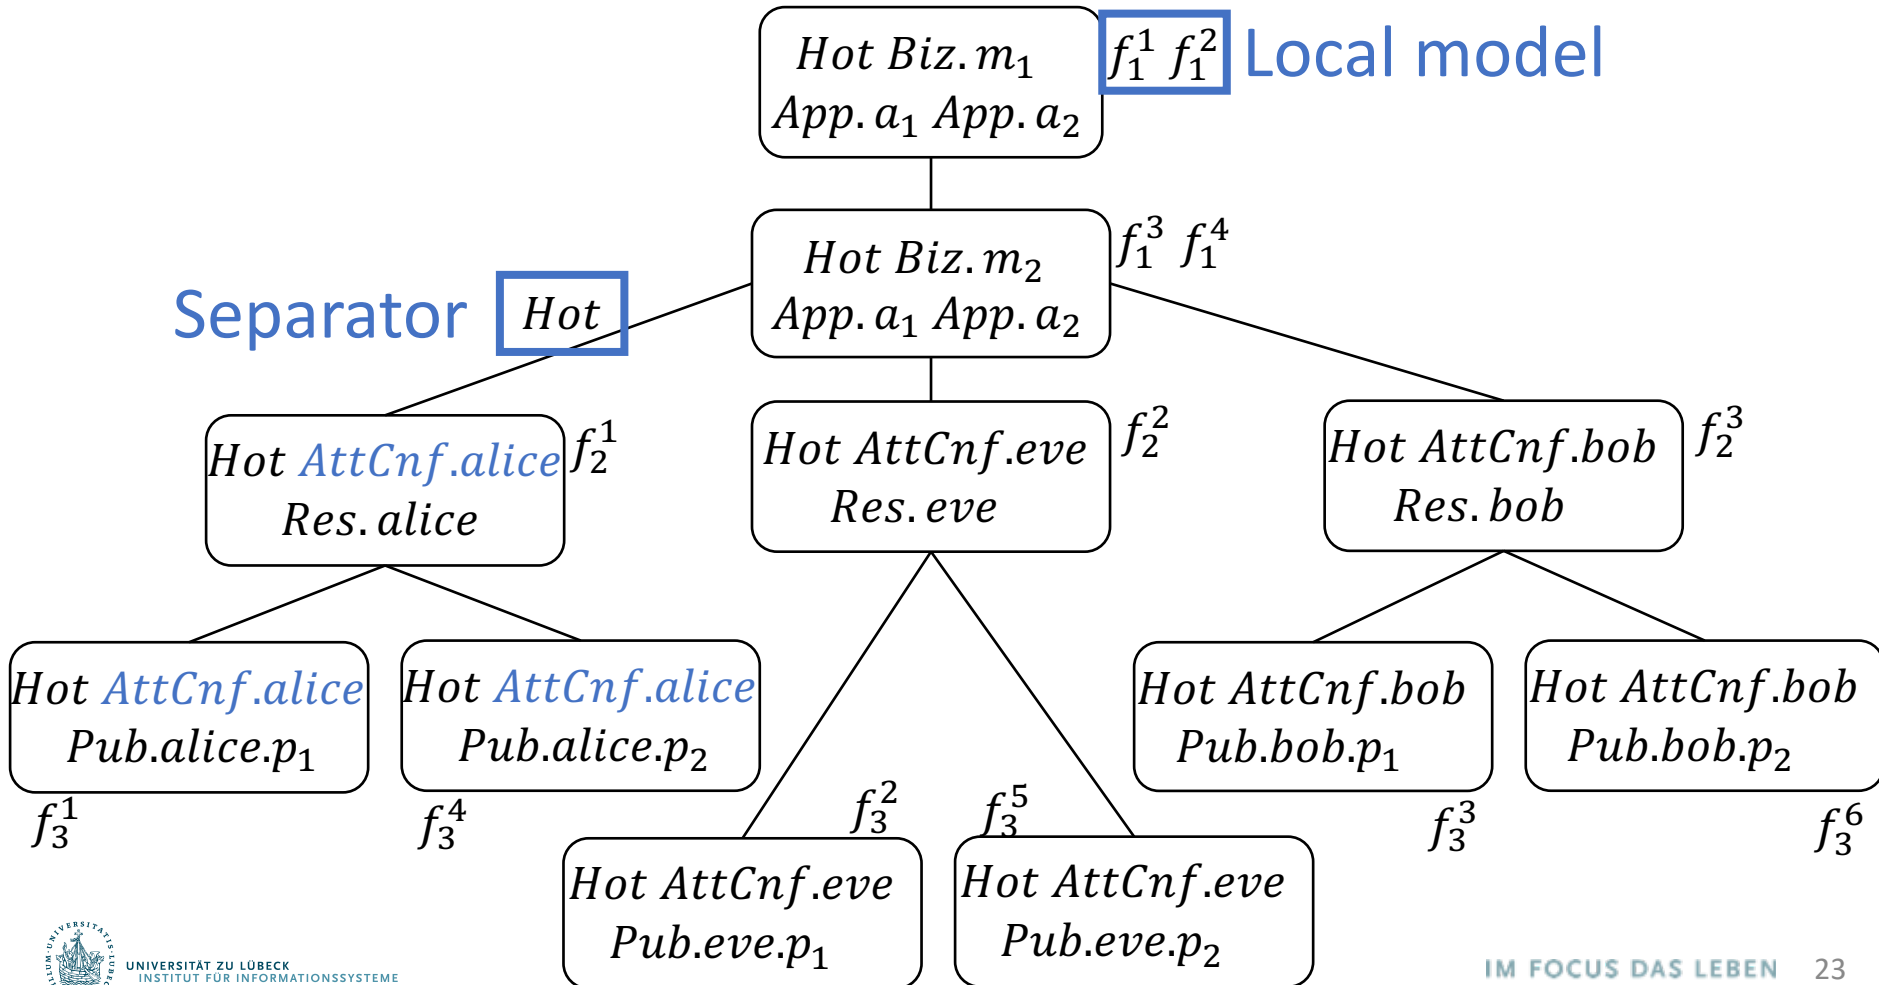 Hot Biz.m₁
App.a₁ App.a₂
f₁¹ f₁² Local model
Hot Biz.m₂
App.a₁ App.a₂
f₁³ f₁⁴
Separator Hot
Hot AttCnf.alice
Res.alice
f₂¹
Hot AttCnf.eve
Res.eve
f₂²
Hot AttCnf.bob
Res.bob
f₂³
Hot AttCnf.alice
Pub.alice.p₁
f₃¹
Hot AttCnf.alice
Pub.alice.p₂
f₃⁴
Hot AttCnf.eve
Pub.eve.p₁
f₃²
Hot AttCnf.eve
Pub.eve.p₂
f₃⁵
Hot AttCnf.bob
Pub.bob.p₁
f₃³
Hot AttCnf.bob
Pub.bob.p₂
f₃⁶
UNIVERSITÄT ZU LÜBECK
INSTITUT FÜR INFORMATIONSSYSTEME
IM FOCUS DAS LEBEN 23